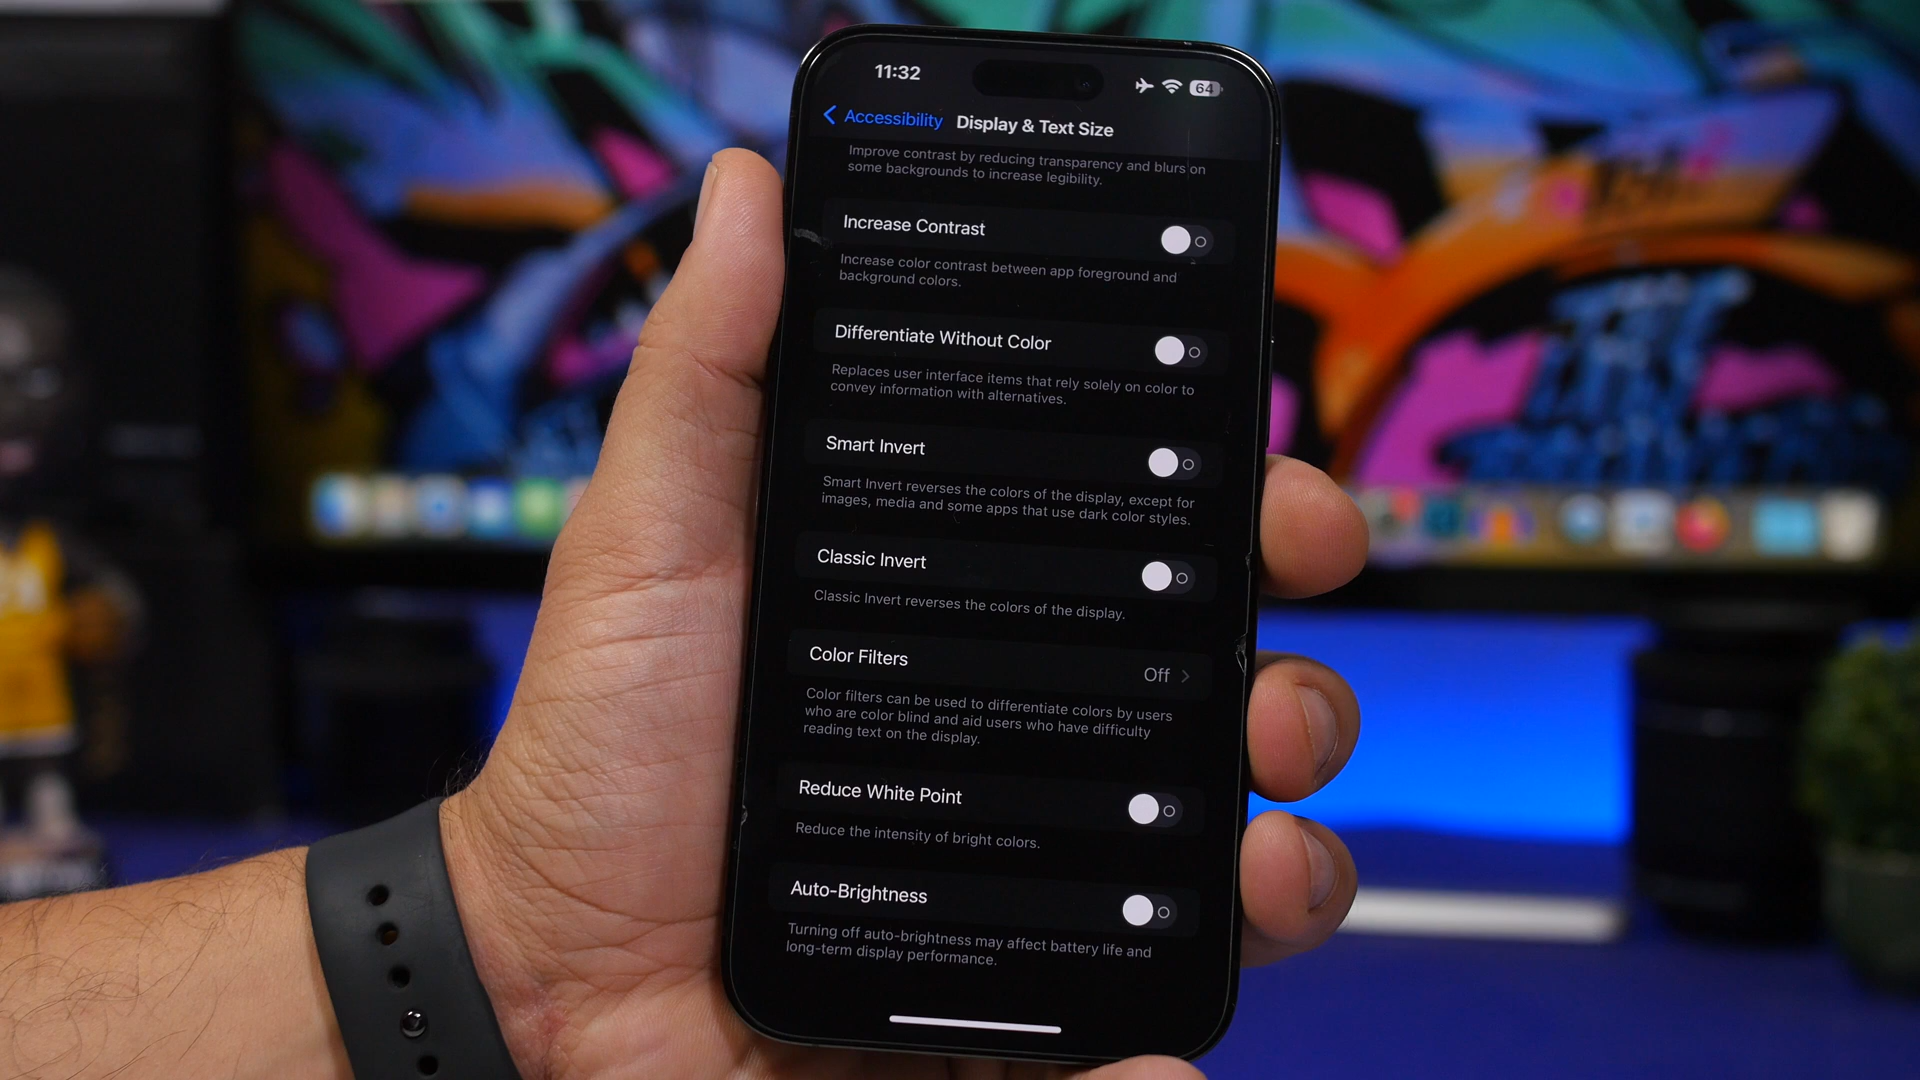 11:32
64
Accessibility Display & Text Size
Improve contrast by reducing transparency and blurs on
some backgrounds to increase legibility.
Increase Contrast
Increase color contrast between app foreground and
background colors.
Differentiate Without Color
Replaces user interface items that rely solely on color to
convey information with alternatives.
Smart Invert
Smart Invert reverses the colors of the display, except for
images, media and some apps that use dark color styles.
Classic Invert
Classic Invert reverses the colors of the display.
Color Filters Off
Color filters can be used to differentiate colors by users
who are color blind and aid users who have difficulty
reading text on the display.
Reduce White Point
Reduce the intensity of bright colors.
Auto-Brightness
Turning off auto-brightness may affect battery life and
long-term display performance.